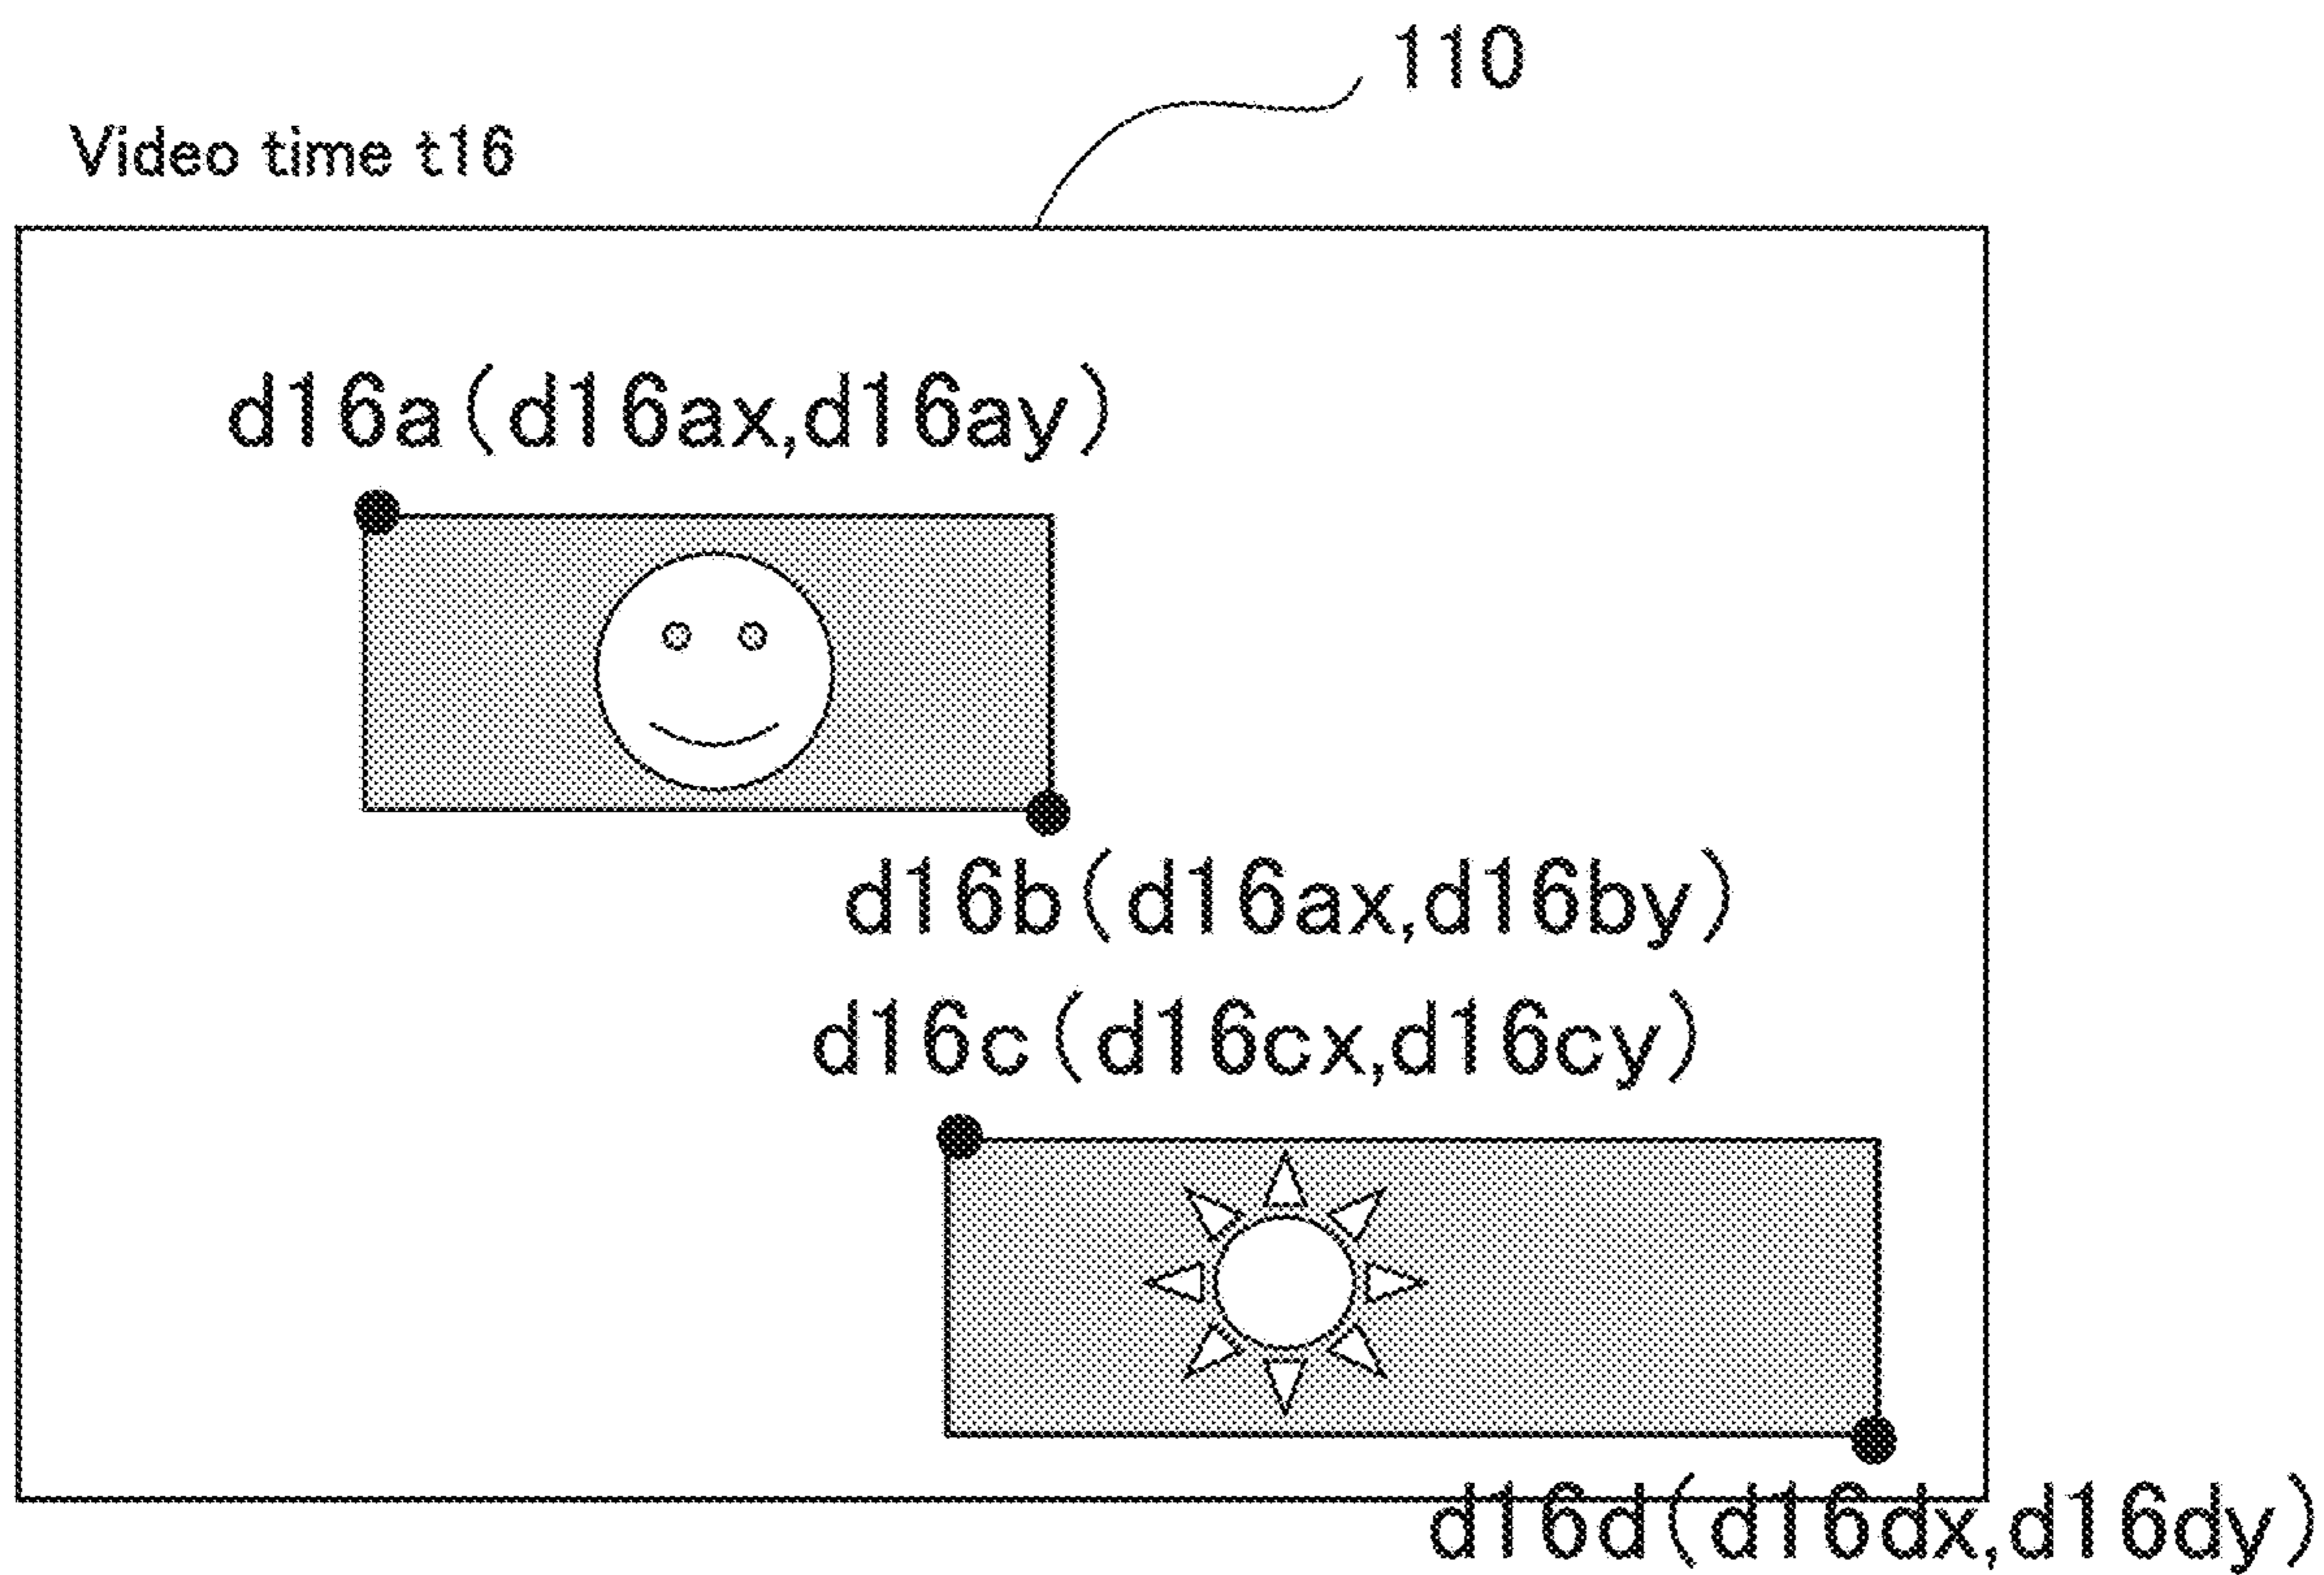 110
Video time t16
d16a(d16ax,d16ay)
d16b(d16ax,d16by)
d16c(d16cx,d16cy)
d16d(d16dx,d16dy)